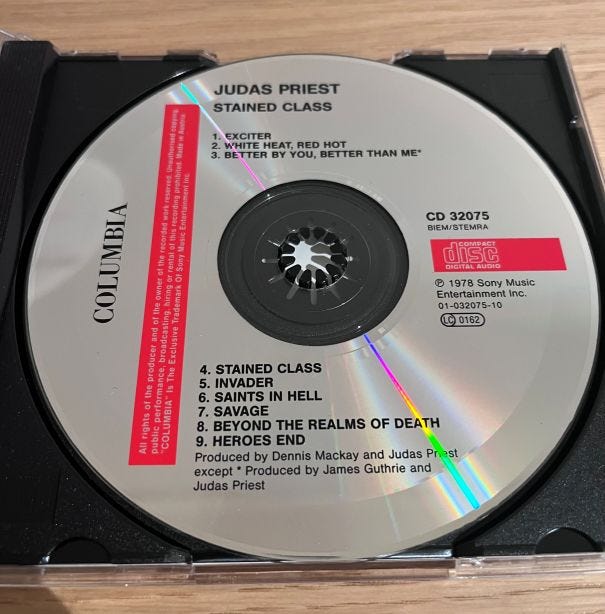 JUDAS PRIEST
STAINED CLASS
1. EXCITER
2. WHITE HEAT, RED HOT
3. BETTER BY YOU, BETTER THAN ME*
COLUMBIA
All rights of the producer and of the owner of the recorded work reserved. Unauthorised copying,
public performance, broadcasting, hiring or rental of this recording prohibited. Made in Austria.
"COLUMBIA" Is The Exclusive Trademark Of Sony Music Entertainment Inc.
CD 32075
BIEM/STEMRA
COMPACT
disc
DIGITAL AUDIO
℗ 1978 Sony Music
Entertainment Inc.
01-032075-10
LC 0162
4. STAINED CLASS
5. INVADER
6. SAINTS IN HELL
7. SAVAGE
8. BEYOND THE REALMS OF DEATH
9. HEROES END
Produced by Dennis Mackay and Judas Priest
except * Produced by James Guthrie and
Judas Priest